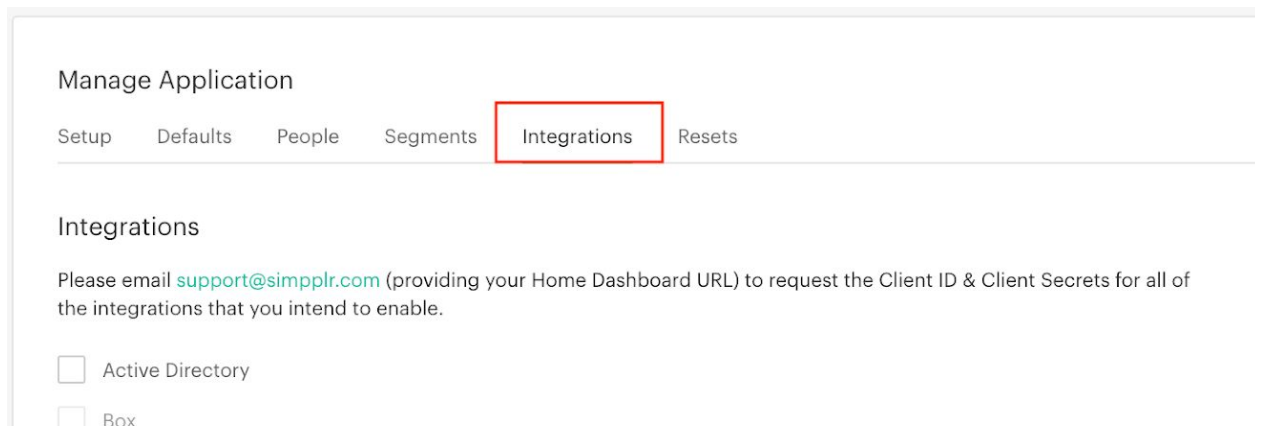 Manage Application
Setup Defaults People Segments Integrations Resets
Integrations
Please email support@simpplr.com (providing your Home Dashboard URL) to request the Client ID & Client Secrets for all of
the integrations that you intend to enable.
Active Directory
Box